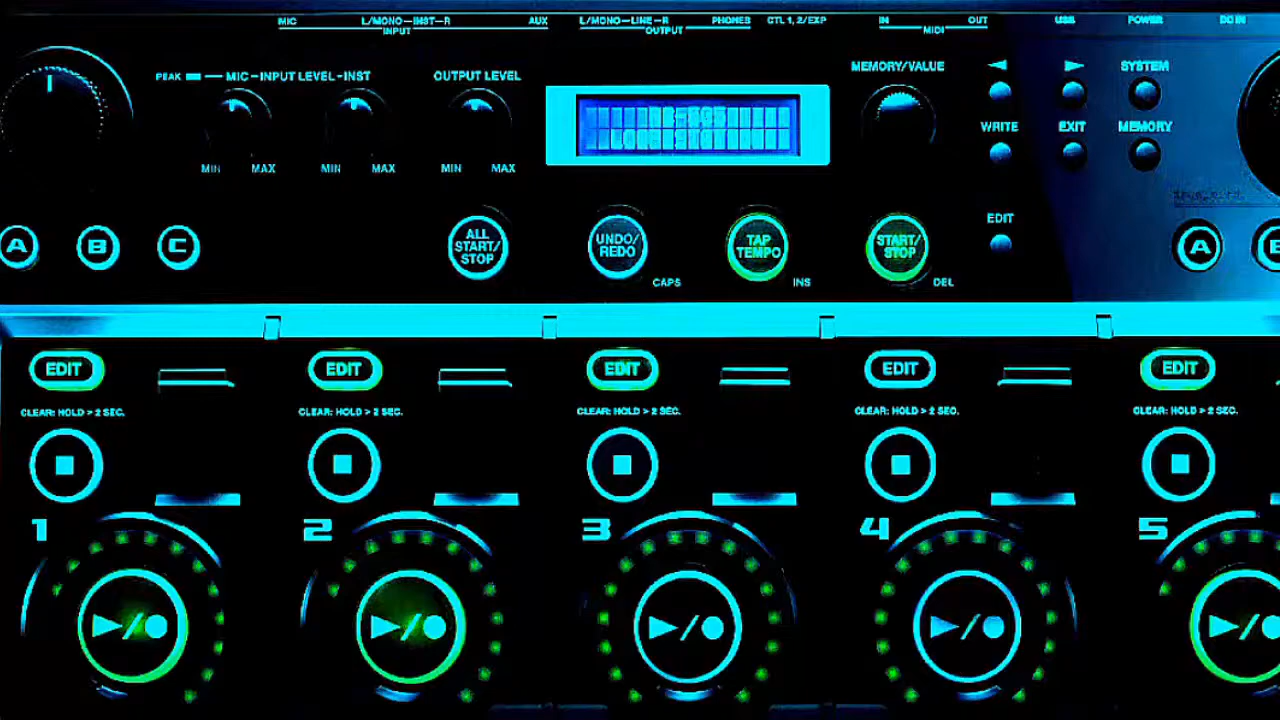 MIC L/MONO—INST—R AUX L/MONO—LINE—R PHONES CTL 1, 2/EXP IN OUT USB POWER DC IN
INPUT OUTPUT MIDI
PEAK MIC—INPUT LEVEL—INST OUTPUT LEVEL MEMORY/VALUE SYSTEM
WRITE EXIT MEMORY
MIN MAX MIN MAX MIN MAX
RC-505
LOOP STATION
A B C ALL START/STOP UNDO/REDO TAP TEMPO START/STOP EDIT A
CAPS INS DEL
EDIT EDIT EDIT EDIT EDIT
CLEAR: HOLD > 2 SEC. CLEAR: HOLD > 2 SEC. CLEAR: HOLD > 2 SEC. CLEAR: HOLD > 2 SEC. CLEAR: HOLD > 2 SEC.
1 2 3 4 5